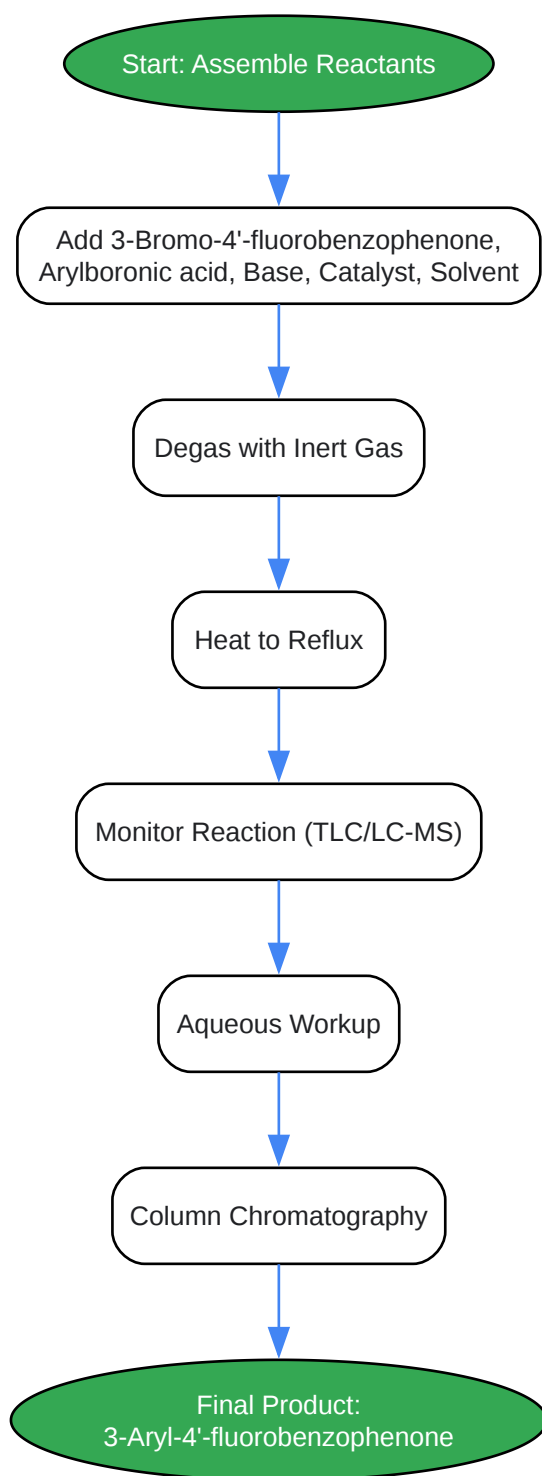 Start: Assemble Reactants
Add 3-Bromo-4'-fluorobenzophenone,
Arylboronic acid, Base, Catalyst, Solvent
Degas with Inert Gas
Heat to Reflux
Monitor Reaction (TLC/LC-MS)
Aqueous Workup
Column Chromatography
Final Product:
3-Aryl-4'-fluorobenzophenone